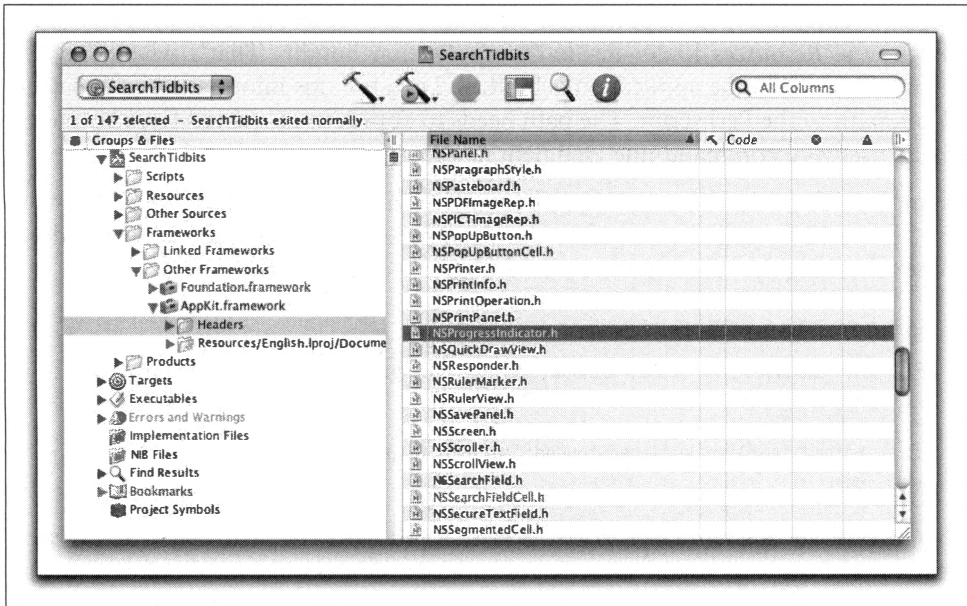 SearchTidbits
SearchTidbits
All Columns
1 of 147 selected – SearchTidbits exited normally.
Groups & Files
SearchTidbits
Scripts
Resources
Other Sources
Frameworks
Linked Frameworks
Other Frameworks
Foundation.framework
AppKit.framework
Headers
Resources/English.lproj/Docume
Products
Targets
Executables
Errors and Warnings
Implementation Files
NIB Files
Find Results
Bookmarks
Project Symbols
File Name
Code
NSPanel.h
NSParagraphStyle.h
NSPasteboard.h
NSPDFImageRep.h
NSPICTImageRep.h
NSPopUpButton.h
NSPopUpButtonCell.h
NSPrinter.h
NSPrintInfo.h
NSPrintOperation.h
NSPrintPanel.h
NSProgressIndicator.h
NSQuickDrawView.h
NSResponder.h
NSRulerMarker.h
NSRulerView.h
NSSavePanel.h
NSScreen.h
NSScroller.h
NSScrollView.h
NSSearchField.h
NSSearchFieldCell.h
NSSecureTextField.h
NSSegmentedCell.h